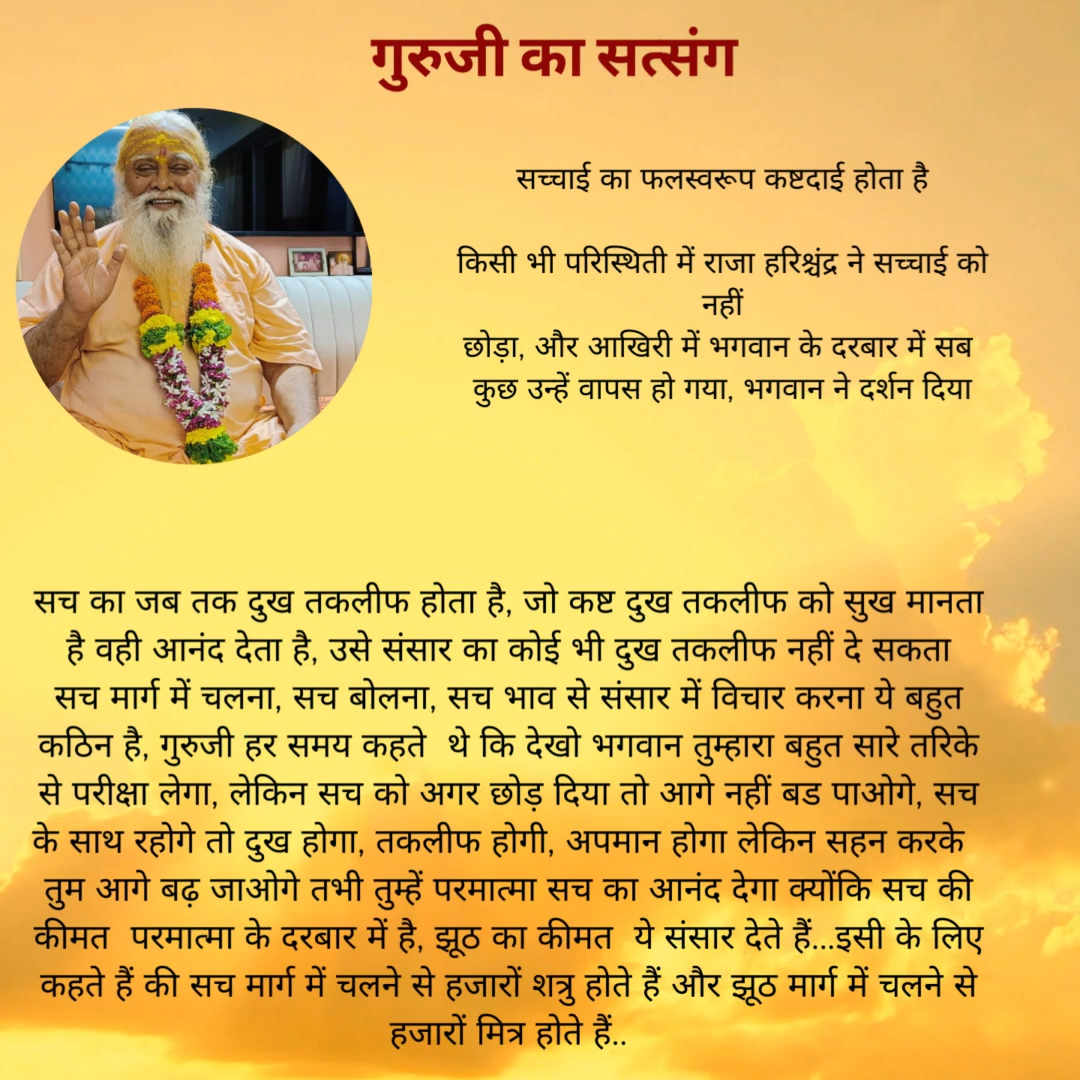 गुरुजी का सत्संग
सच्चाई का फलस्वरूप कष्टदाई होता है
किसी भी परिस्थिती में राजा हरिश्चंद्र ने सच्चाई को
नहीं
छोड़ा, और आखिरी में भगवान के दरबार में सब
कुछ उन्हें वापस हो गया, भगवान ने दर्शन दिया
सच का जब तक दुख तकलीफ होता है, जो कष्ट दुख तकलीफ को सुख मानता
है वही आनंद देता है, उसे संसार का कोई भी दुख तकलीफ नहीं दे सकता
सच मार्ग में चलना, सच बोलना, सच भाव से संसार में विचार करना ये बहुत
कठिन है, गुरुजी हर समय कहते  थे कि देखो भगवान तुम्हारा बहुत सारे तरिके
से परीक्षा लेगा, लेकिन सच को अगर छोड़ दिया तो आगे नहीं बड पाओगे, सच
के साथ रहोगे तो दुख होगा, तकलीफ होगी, अपमान होगा लेकिन सहन करके
तुम आगे बढ़ जाओगे तभी तुम्हें परमात्मा सच का आनंद देगा क्योंकि सच की
कीमत  परमात्मा के दरबार में है, झूठ का कीमत  ये संसार देते हैं...इसी के लिए
कहते हैं की सच मार्ग में चलने से हजारों शत्रु होते हैं और झूठ मार्ग में चलने से
हजारों मित्र होते हैं..